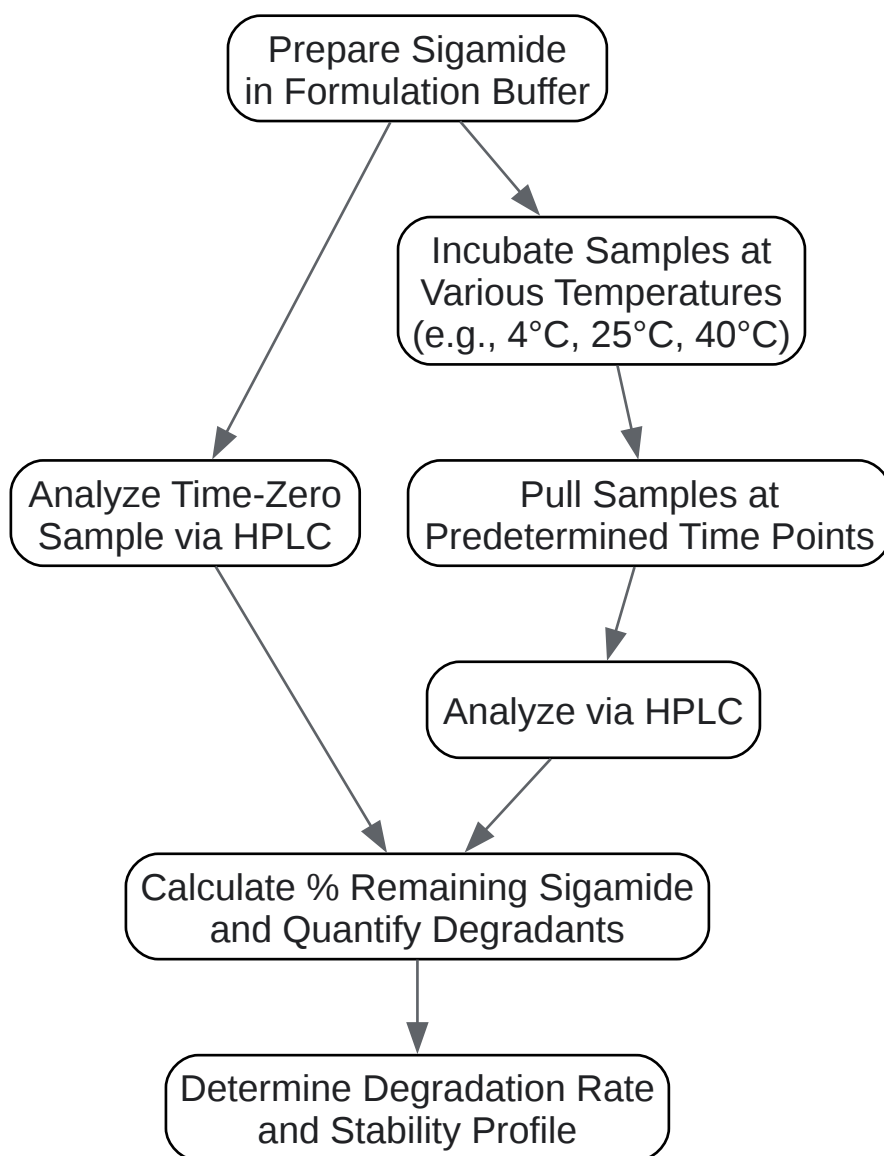 Prepare Sigamide
in Formulation Buffer
Incubate Samples at
Various Temperatures
(e.g., 4°C, 25°C, 40°C)
Analyze Time-Zero
Sample via HPLC
Pull Samples at
Predetermined Time Points
Analyze via HPLC
Calculate % Remaining Sigamide
and Quantify Degradants
Determine Degradation Rate
and Stability Profile